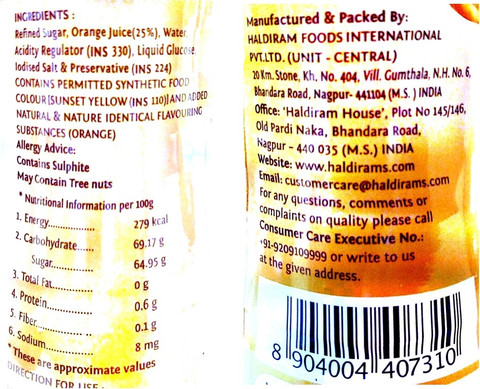 INGREDIENTS :
Refined Sugar, Orange Juice(25%), Water,
Acidity Regulator (INS 330), Liquid Glucose,
Iodised Salt & Preservative (INS 224)
CONTAINS PERMITTED SYNTHETIC FOOD
COLOUR [SUNSET YELLOW (INS 110)] AND ADDED
NATURAL & NATURE IDENTICAL FLAVOURING
SUBSTANCES (ORANGE)
Allergy Advice:
Contains Sulphite
May Contain Tree nuts
* Nutritional Information per 100g
1. Energy............... 279 kcal
2. Carbohydrate...... 69.17 g
Sugar............ 64.95 g
3. Total Fat............. 0 g
4. Protein............... 0.6 g
5. Fiber.................. 0.1 g
6. Sodium.............. 8 mg
* These are approximate values
DIRECTION FOR USE :
Manufactured & Packed By:
HALDIRAM FOODS INTERNATIONAL
PVT.LTD. (UNIT - CENTRAL)
20 Km. Stone, Kh. No. 404, Vill. Gumthala, N.H. No. 6,
Bhandara Road, Nagpur- 441104 (M.S. ) INDIA
Office: 'Haldiram House', Plot No 145/146,
Old Pardi Naka, Bhandara Road,
Nagpur - 440 035 (M.S.) INDIA
Website: www.haldirams.com
Email: customercare@haldirams.com
For any questions, comments or
complaints on quality please call
Consumer Care Executive No.:
+91-9209109999 or write to us
at the given address.
8 904004 407310